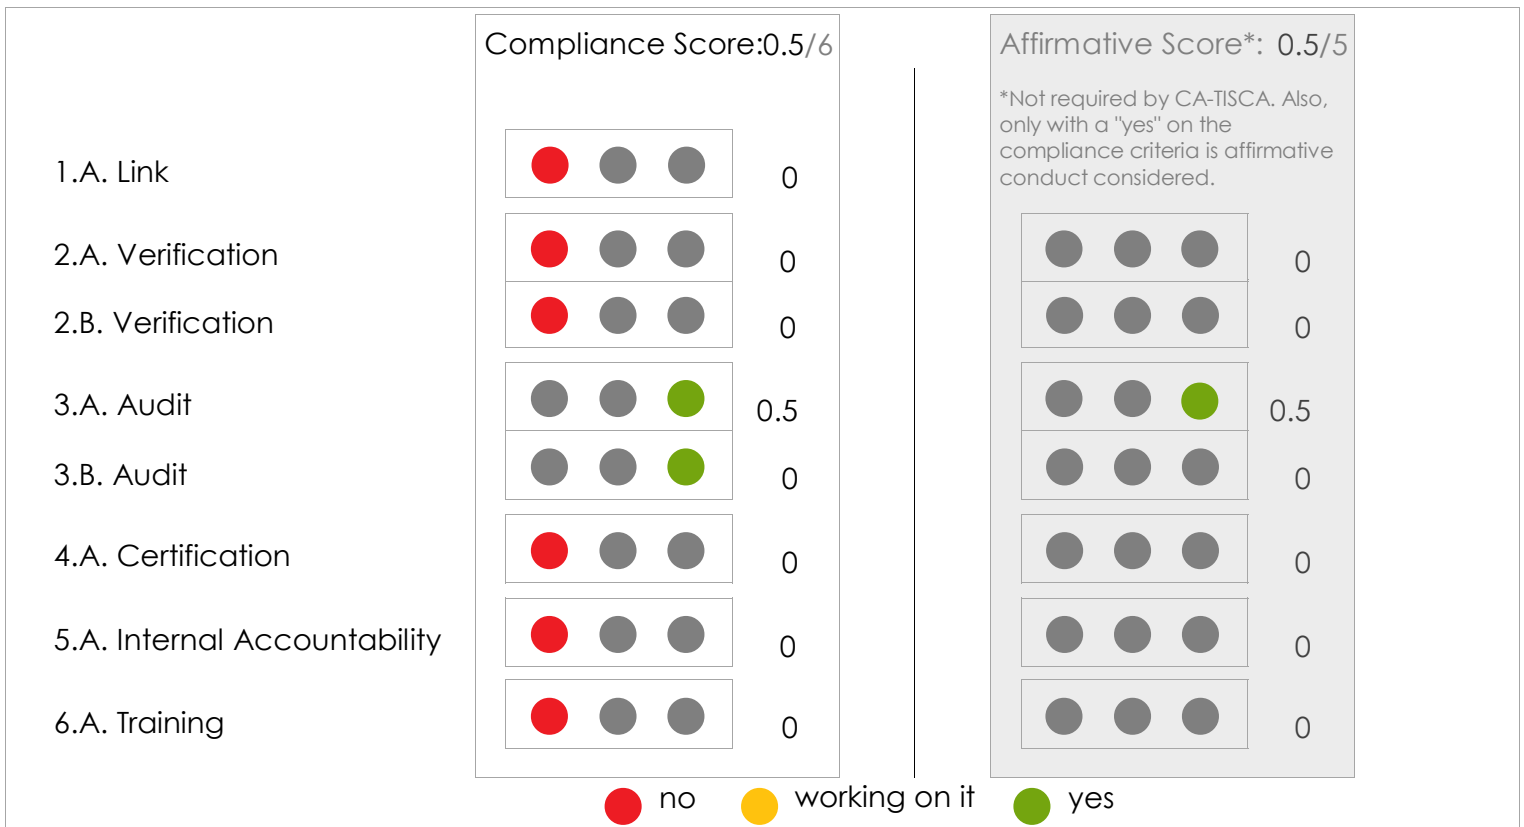 Compliance Score:0.5/6
Affirmative Score*: 0.5/5
*Not required by CA-TISCA. Also,
only with a "yes" on the
compliance criteria is affirmative
conduct considered.
1.A. Link 0
2.A. Verification 0 0
2.B. Verification 0 0
3.A. Audit 0.5 0.5
3.B. Audit 0 0
4.A. Certification 0 0
5.A. Internal Accountability 0 0
6.A. Training 0 0
no working on it yes